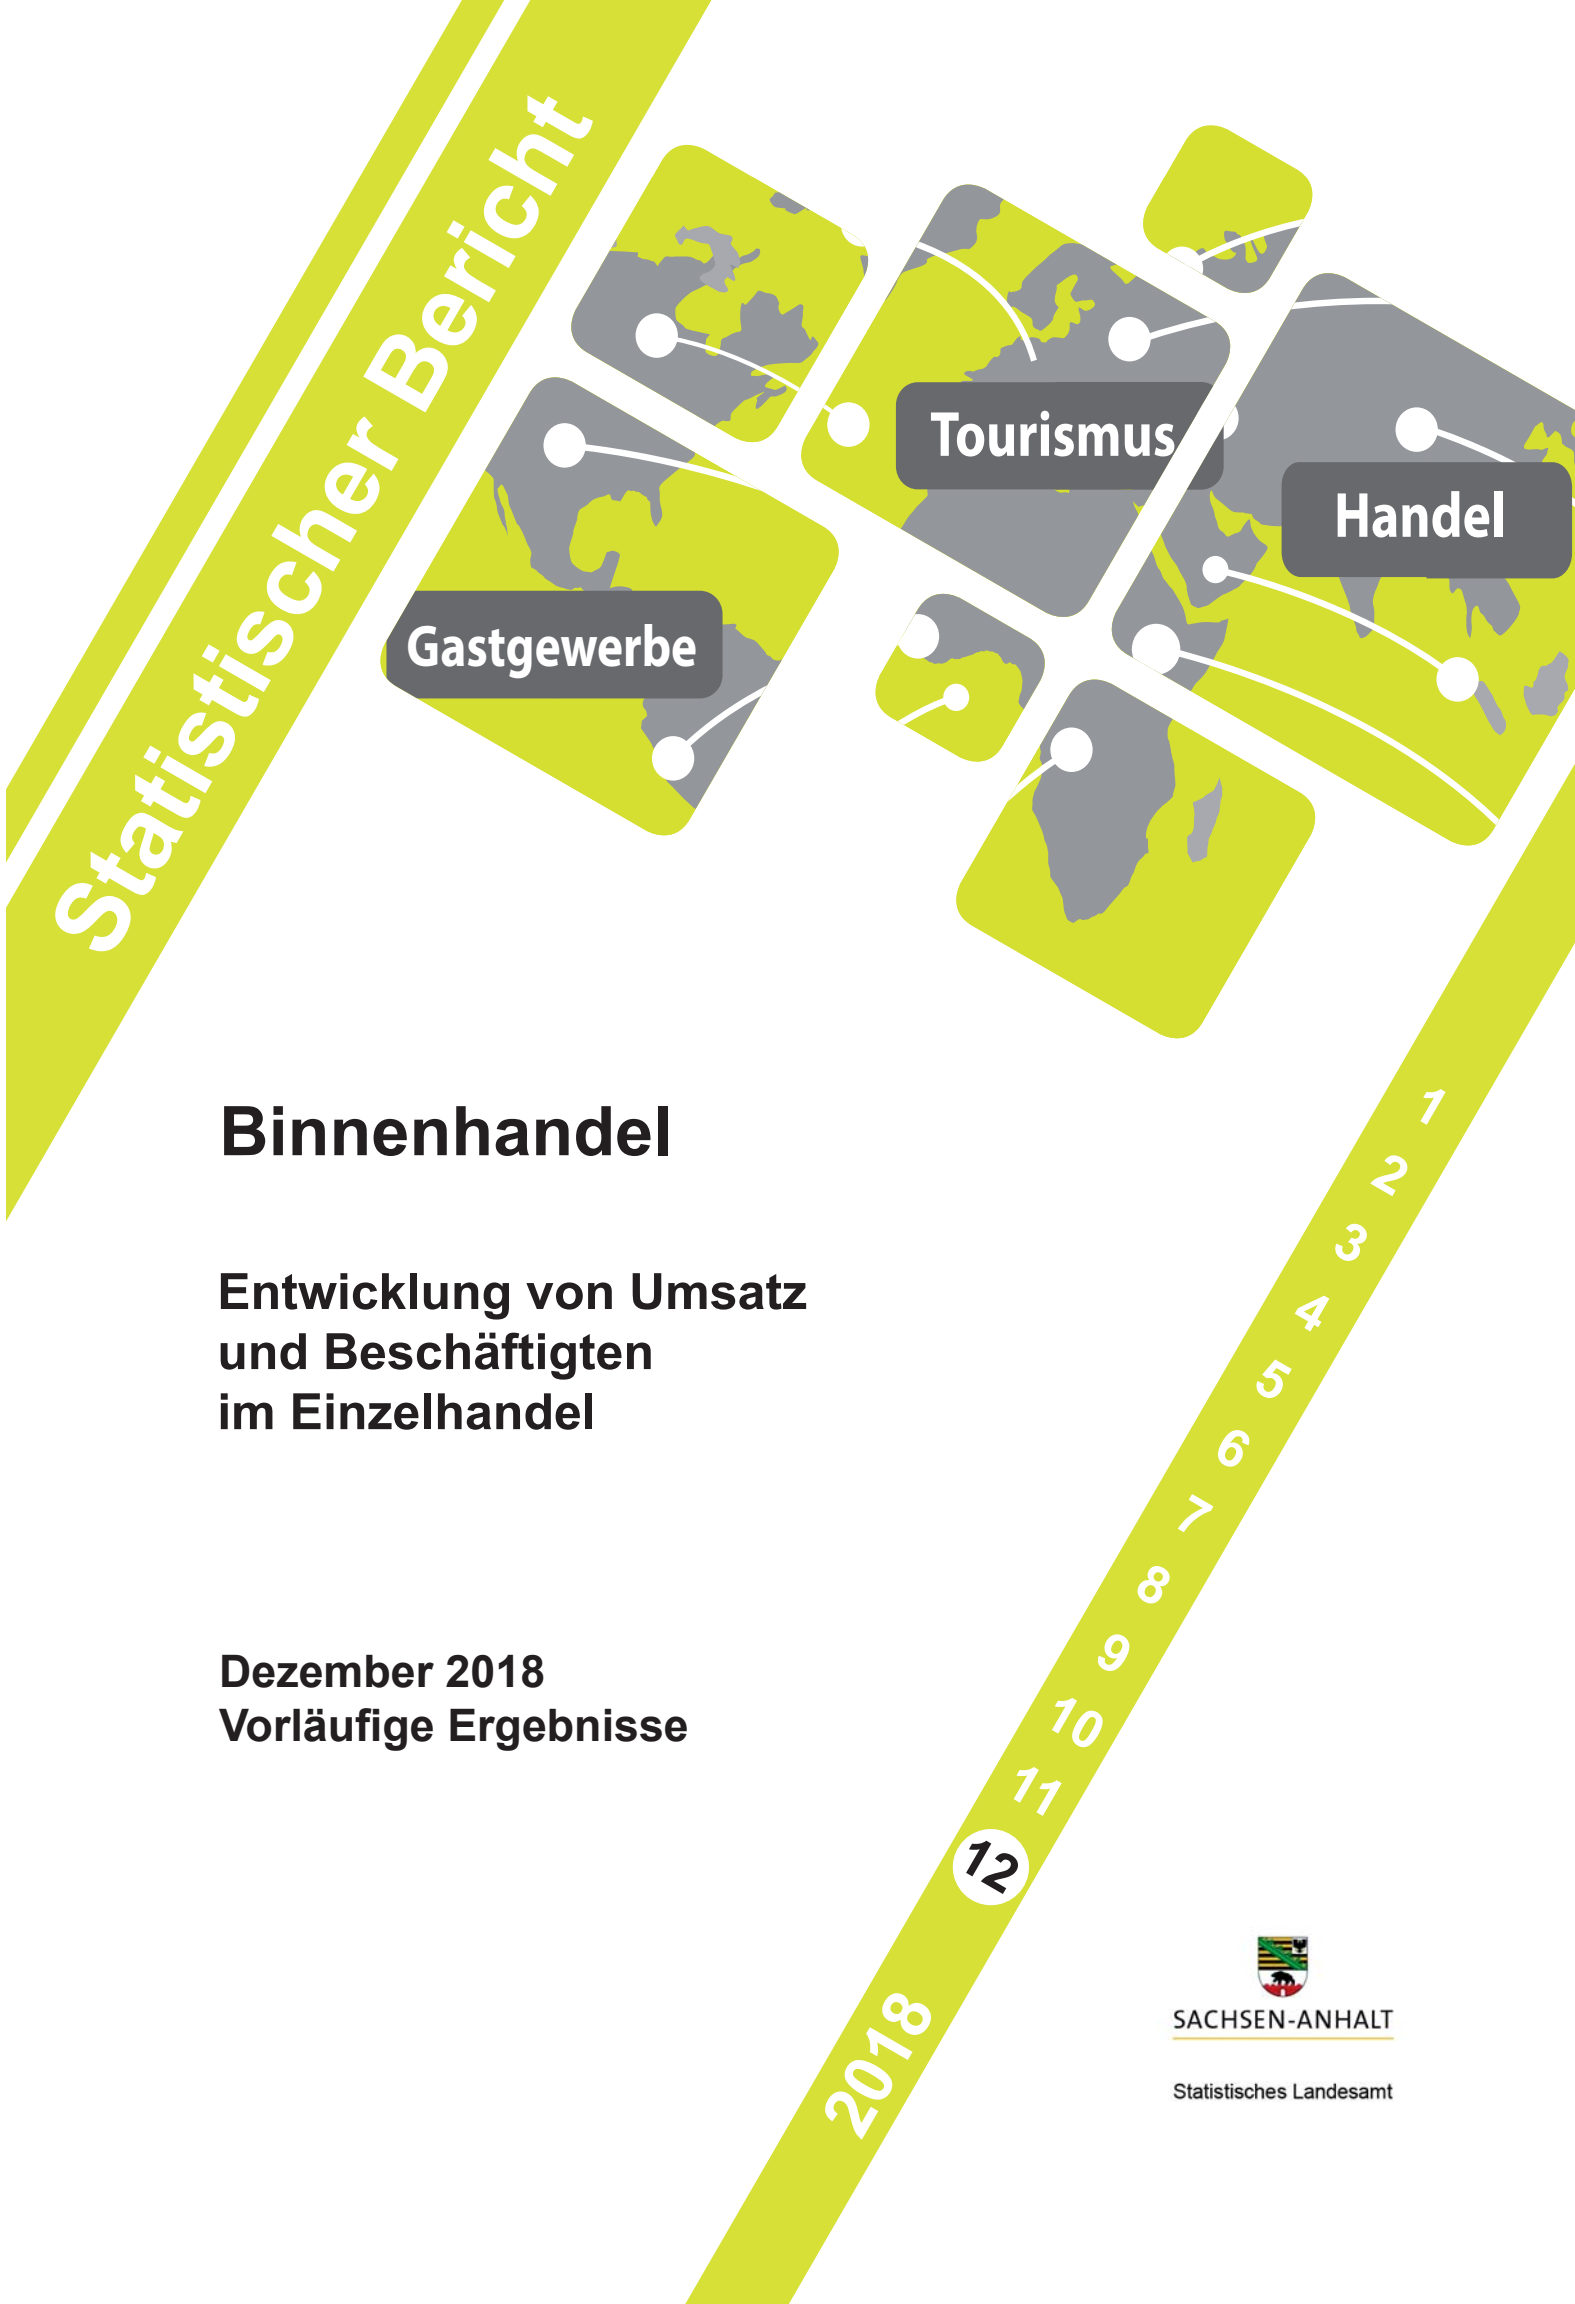 Statistischer Bericht
Tourismus
Handel
Gastgewerbe
Binnenhandel
Entwicklung von Umsatz
und Beschäftigten
im Einzelhandel
Dezember 2018
Vorläufige Ergebnisse
1
2
3
4
5
6
7
8
9
10
11
12
2018
SACHSEN-ANHALT
Statistisches Landesamt